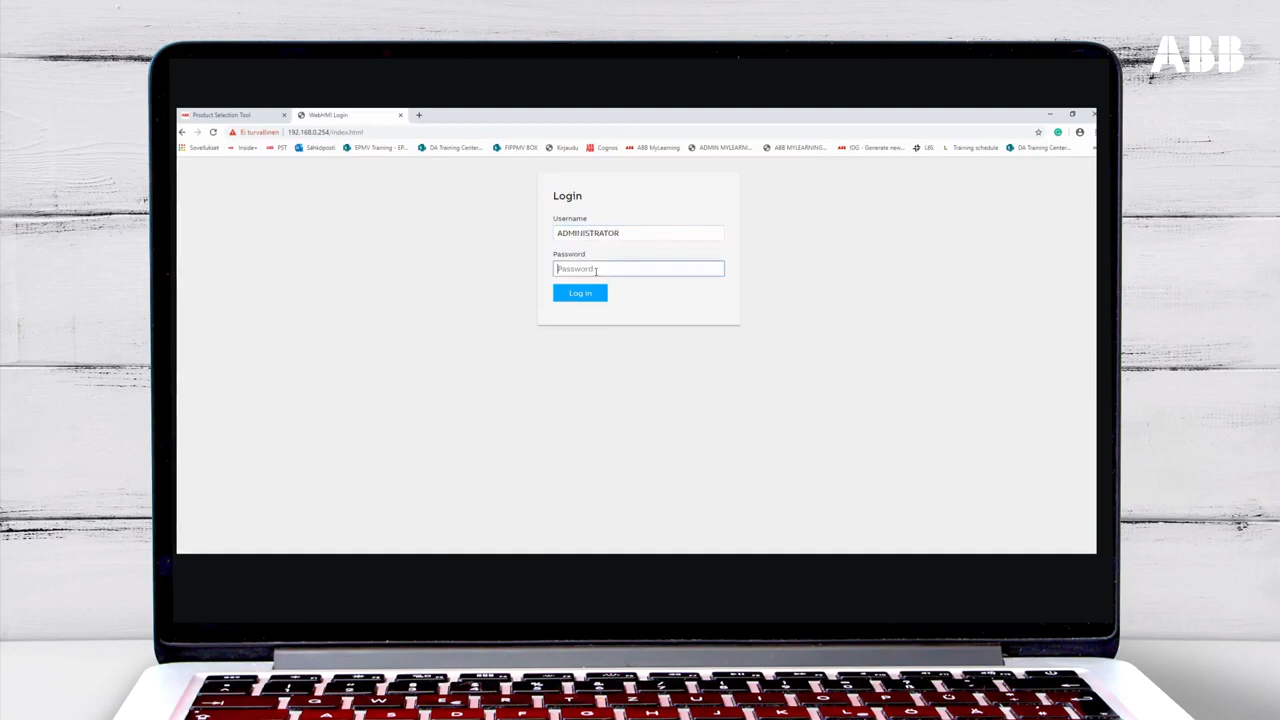 ABB
Product Selection Tool
WebHMI Login
Ei turvallinen
192.168.0.254/index.html
Sovellukset
Inside+
PST
Sähköposti
EPMV Training - EP...
DA Training Center...
FIPPMV BOX
Kirjaudu
Cognos
ABB MyLearning
ADMIN MYLEARNI...
ABB MYLEARNING...
IDG - Generate new...
L6S
Training schedule
DA Training Center...
Login
Username
ADMINISTRATOR
Password
Password
Log in